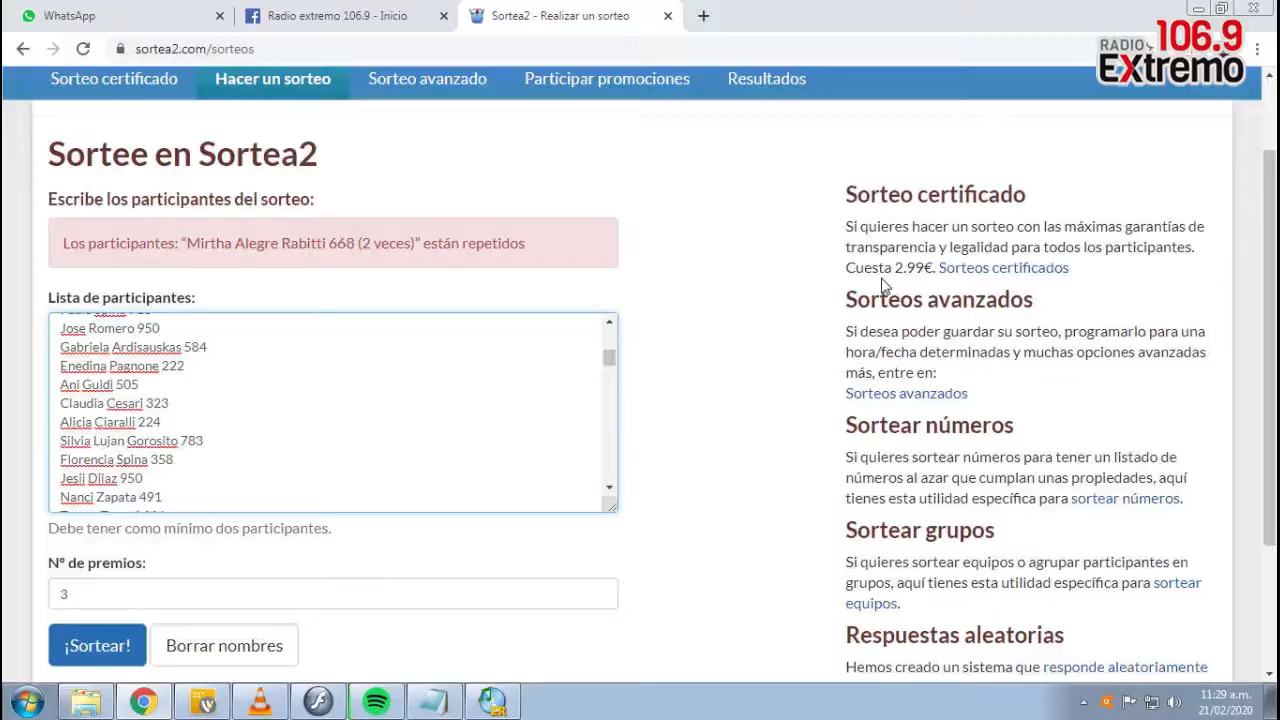 WhatsApp
Radio extremo 106.9 - Inicio
Sortea2 - Realizar un sorteo
sortea2.com/sorteos
RADIO 106.9
EXtremo
Sorteo certificado
Hacer un sorteo
Sorteo avanzado
Participar promociones
Resultados
Sortee en Sortea2
Escribe los participantes del sorteo:
Los participantes: “Mirtha Alegre Rabitti 668 (2 veces)” están repetidos
Lista de participantes:
Jose Romero 950
Gabriela Ardisauskas 584
Enedina Pagnone 222
Ani Guidi 505
Claudia Cesari 323
Alicia Ciaralli 224
Silvia Lujan Gorosito 783
Florencia Spina 358
Jesii Diiaz 950
Nanci Zapata 491
Debe tener como mínimo dos participantes.
Nº de premios:
3
¡Sortear!
Borrar nombres
Sorteo certificado
Si quieres hacer un sorteo con las máximas garantías de
transparencia y legalidad para todos los participantes.
Cuesta 2.99€. Sorteos certificados
Sorteos avanzados
Si desea poder guardar su sorteo, programarlo para una
hora/fecha determinadas y muchas opciones avanzadas
más, entre en:
Sorteos avanzados
Sortear números
Si quieres sortear números para tener un listado de
números al azar que cumplan unas propiedades, aquí
tienes esta utilidad específica para sortear números.
Sortear grupos
Si quieres sortear equipos o agrupar participantes en
grupos, aquí tienes esta utilidad específica para sortear
equipos.
Respuestas aleatorias
Hemos creado un sistema que responde aleatoriamente
11:29 a.m.
21/02/2020